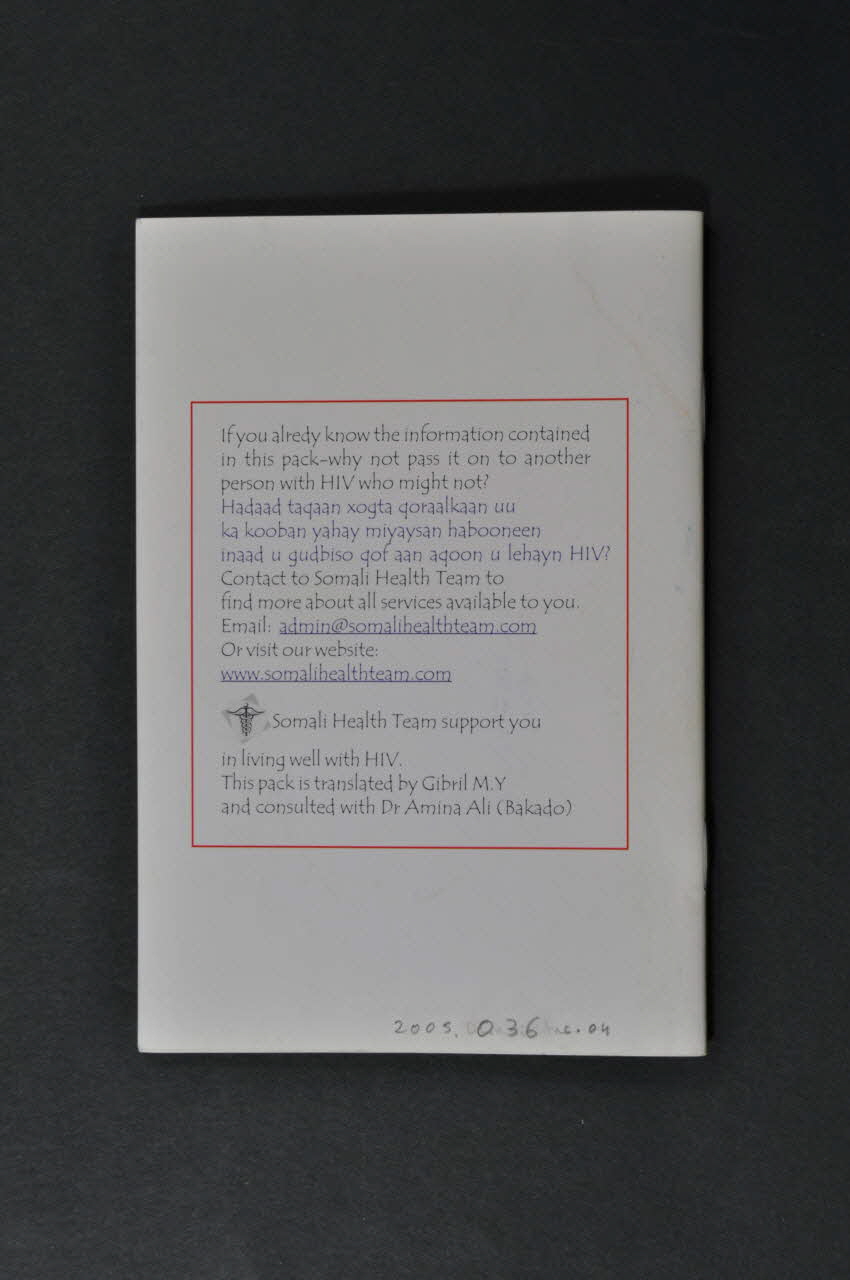 If you alredy know the information contained
in this pack-why not pass it on to another
person with HIV who might not?
Hadaad taqaan xogta qoraalkaan uu
ka kooban yahay miyaysan habooneen
inaad u gudbiso qof aan aqoon u lehayn HIV?
Contact to Somali Health Team to
find more about all services available to you.
Email: admin@somalihealthteam.com
Or visit our website:
www.somalihealthteam.com
Somali Health Team support you
in living well with HIV.
This pack is translated by Gibril M.Y
and consulted with Dr Amina Ali (Bakado)
2005. 036